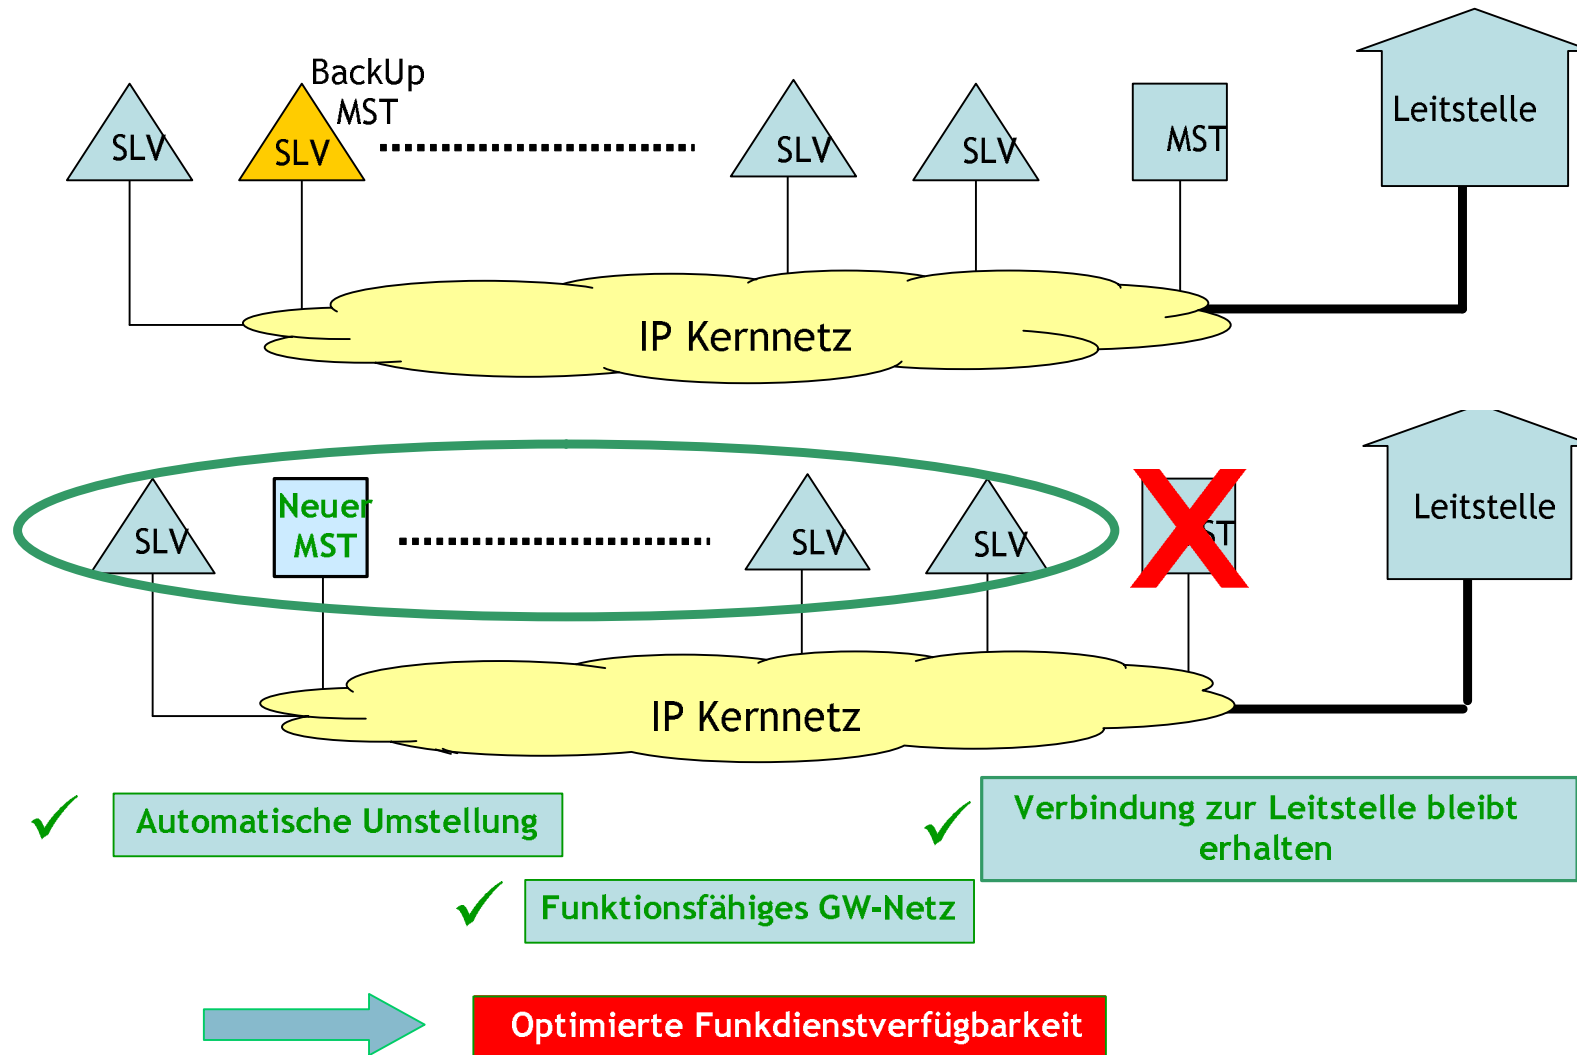 BackUp
MST
SLV
SLV
SLV
SLV
MST
Leitstelle
IP Kernnetz
SLV
Neuer
MST
SLV
SLV
X
ST
Leitstelle
IP Kernnetz
Automatische Umstellung
Verbindung zur Leitstelle bleibt
erhalten
Funktionsfähiges GW-Netz
Optimierte Funkdienstverfügbarkeit